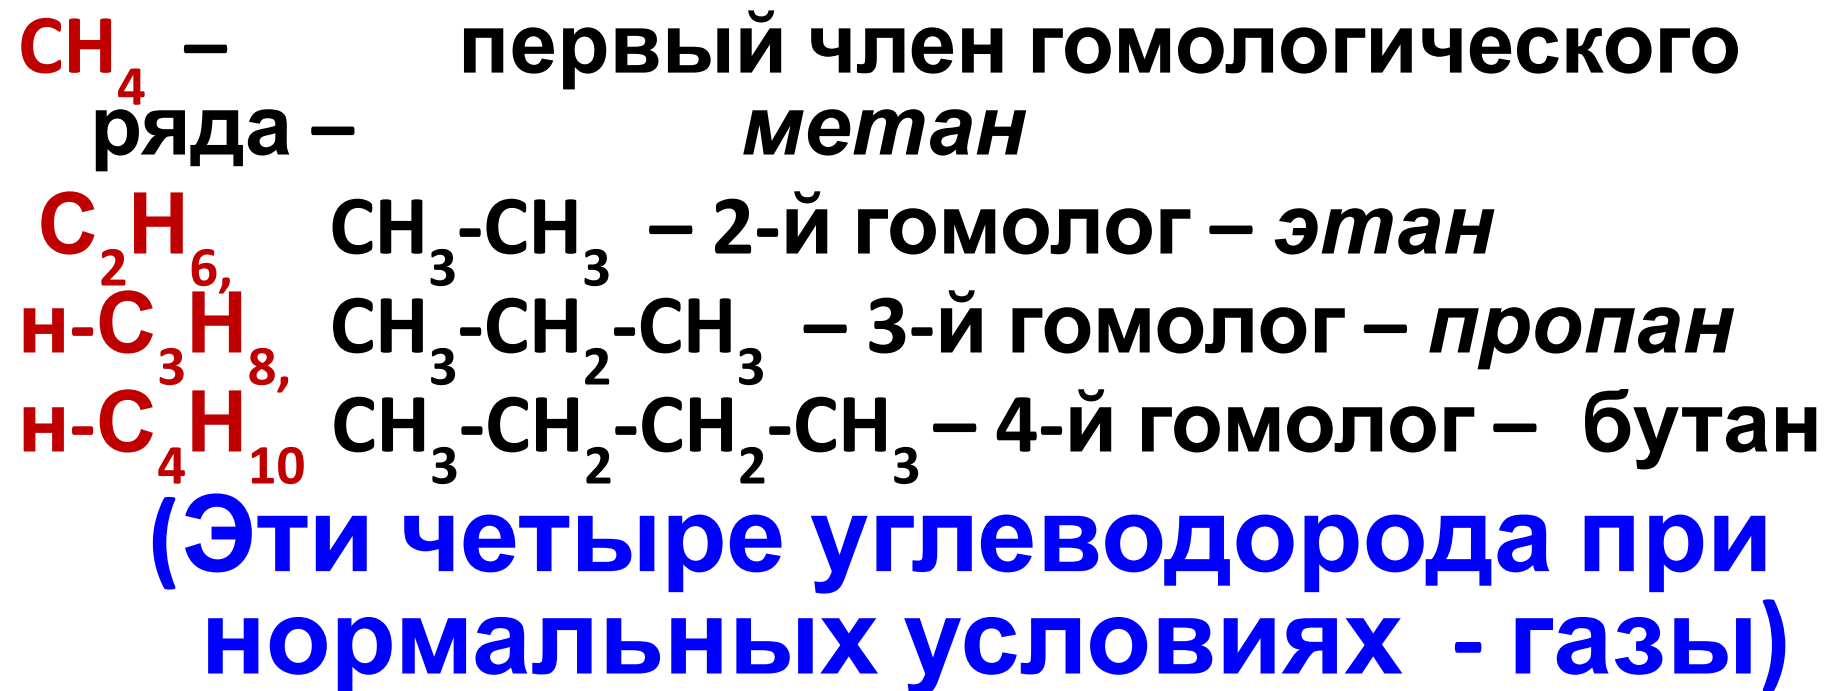 CH₄ – первый член гомологического
ряда – метан
C₂H₆, CH₃-CH₃ – 2-й гомолог – этан
н-C₃H₈, CH₃-CH₂-CH₃ – 3-й гомолог – пропан
н-C₄H₁₀ CH₃-CH₂-CH₂-CH₃ – 4-й гомолог – бутан
(Эти четыре углеводорода при
нормальных условиях - газы)